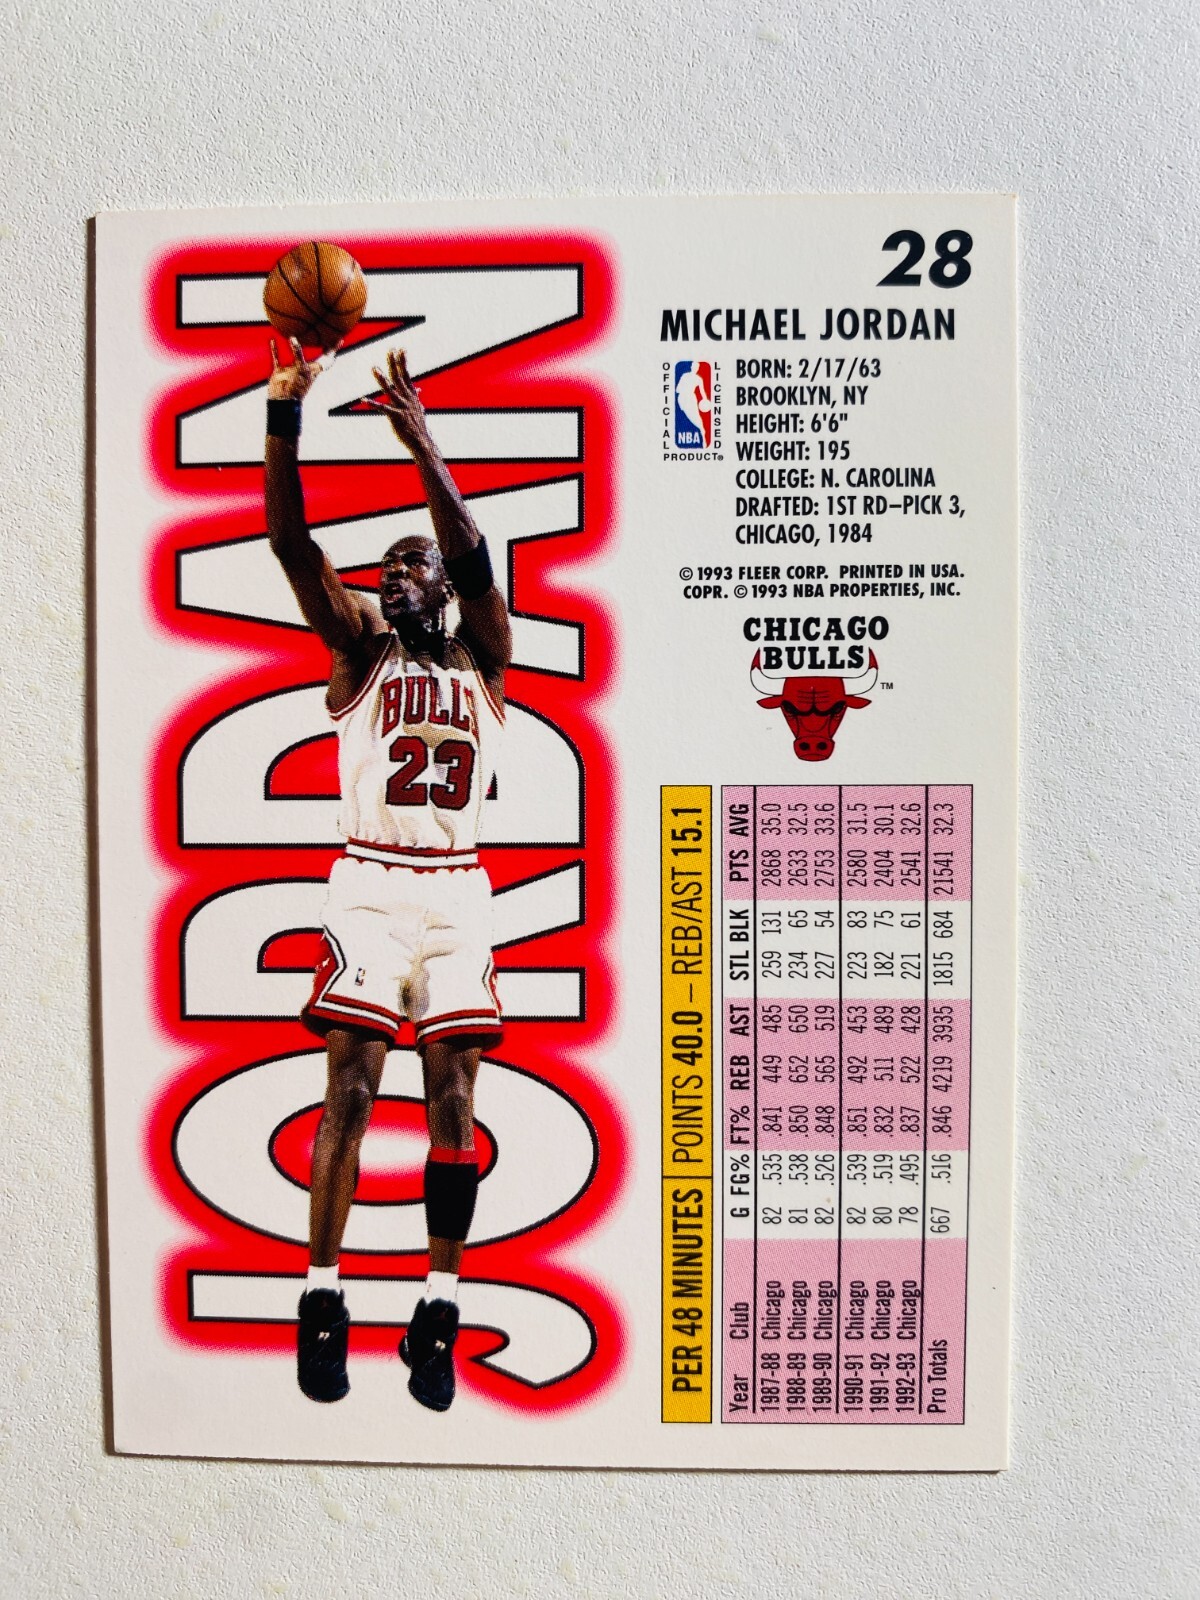 28
MICHAEL JORDAN
OFFICIAL LICENSED
NBA
PRODUCT®
BORN: 2/17/63
BROOKLYN, NY
HEIGHT: 6'6"
WEIGHT: 195
COLLEGE: N. CAROLINA
DRAFTED: 1ST RD–PICK 3,
CHICAGO, 1984
© 1993 FLEER CORP. PRINTED IN USA.
COPR. © 1993 NBA PROPERTIES, INC.
CHICAGO
BULLS
TM
JORDAN
BULLS
23
PER 48 MINUTES | POINTS 40.0 – REB/AST 15.1
Year Club G FG% FT% REB AST STL BLK PTS AVG
1987-88 Chicago 82 .535 .841 449 485 259 131 2868 35.0
1988-89 Chicago 81 .538 .850 652 650 234 65 2633 32.5
1989-90 Chicago 82 .526 .848 565 519 227 54 2753 33.6
1990-91 Chicago 82 .539 .851 492 453 223 83 2580 31.5
1991-92 Chicago 80 .519 .832 511 489 182 75 2404 30.1
1992-93 Chicago 78 .495 .837 522 428 221 61 2541 32.6
Pro Totals 667 .516 .846 4219 3935 1815 684 21541 32.3